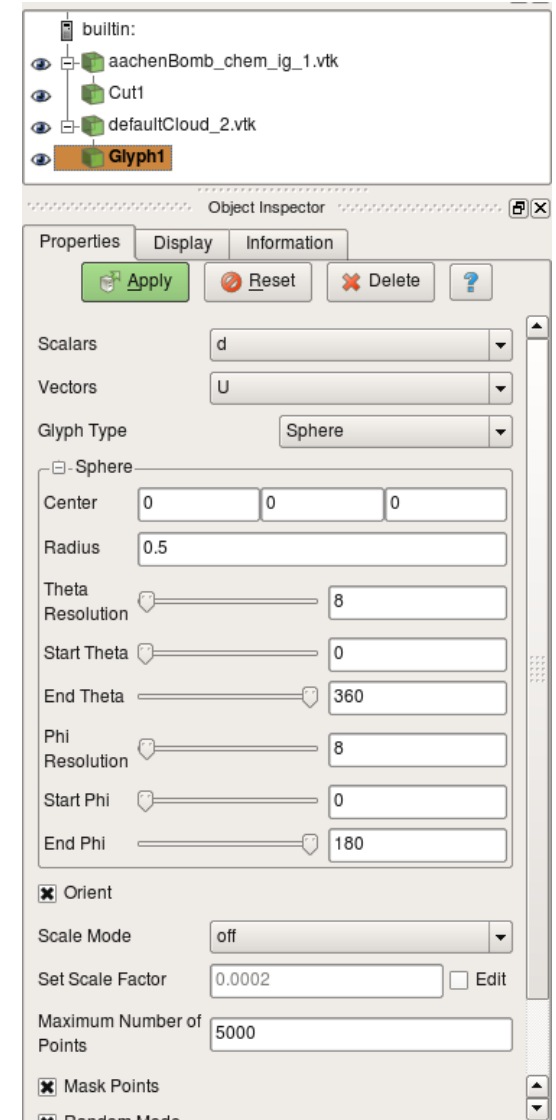 builtin:
aachenBomb_chem_ig_1.vtk
Cut1
defaultCloud_2.vtk
Glyph1
Object Inspector
Properties Display Information
Apply Reset Delete ?
Scalars d
Vectors U
Glyph Type Sphere
Sphere
Center 0 0 0
Radius 0.5
Theta
Resolution 8
Start Theta 0
End Theta 360
Phi
Resolution 8
Start Phi 0
End Phi 180
Orient
Scale Mode off
Set Scale Factor 0.0002 Edit
Maximum Number of
Points 5000
Mask Points